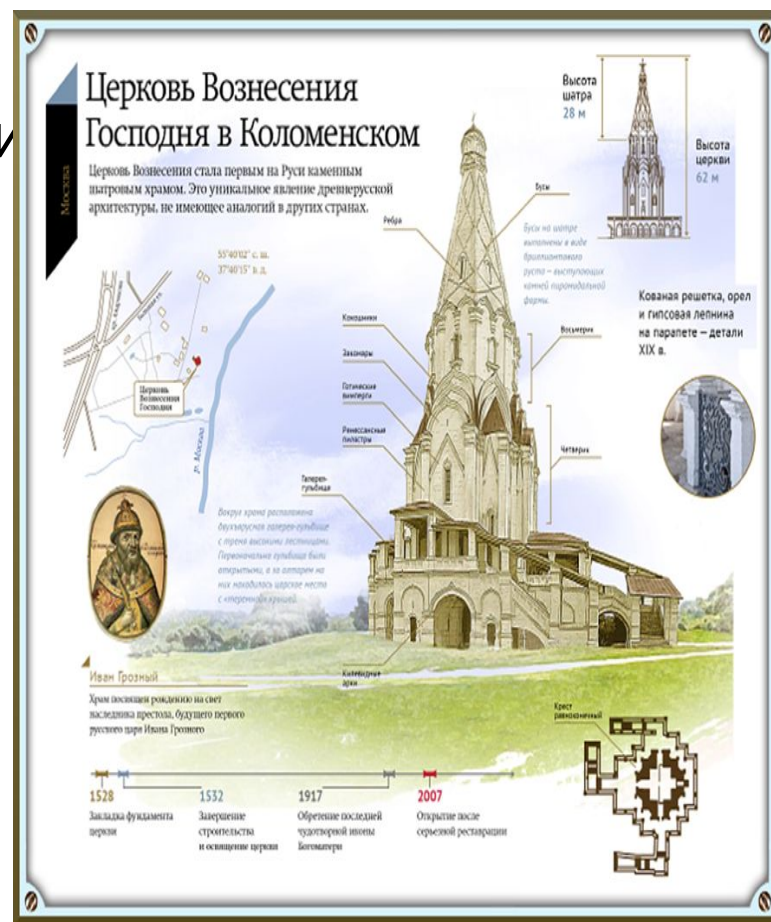 и
Москва
Церковь Вознесения
Господня в Коломенском
Церковь Вознесения стала первым на Руси каменным
шатровым храмом. Это уникальное явление древнерусской
архитектуры, не имеющее аналогий в других странах.
Высота
шатра
28 м
Высота
церкви
62 м
55°40'02" с. ш.
37°40'15" в. д.
Церковь
Вознесения
Господня
р. Москва
Ребра
Бусы
Бусы на шатре
выполнены в виде
бриллиантового
руста – выступающих
камней пирамидальной
формы.
Кокошники
Закомары
Готические
вимперги
Ренессансные
пилястры
Галерея-
гульбище
Восьмерик
Четверик
Килевидные
арки
Кованая решетка, орел
и гипсовая лепнина
на парапете – детали
XIX в.
Вокруг храма расположена
двухъярусная галерея-гульбище
с тремя высокими лестницами.
Первоначально гульбища были
открытыми, а за алтарем на
них находилось царское место
с «теремной» крышей.
Иван Грозный
Храм посвящен рождению на свет
наследника престола, будущего первого
русского царя Ивана Грозного
Крест
равноконечный
1528
Закладка фундамента
церкви
1532
Завершение
строительства
и освящение церкви
1917
Обретение последней
чудотворной иконы
Богоматери
2007
Открытие после
серьезной реставрации